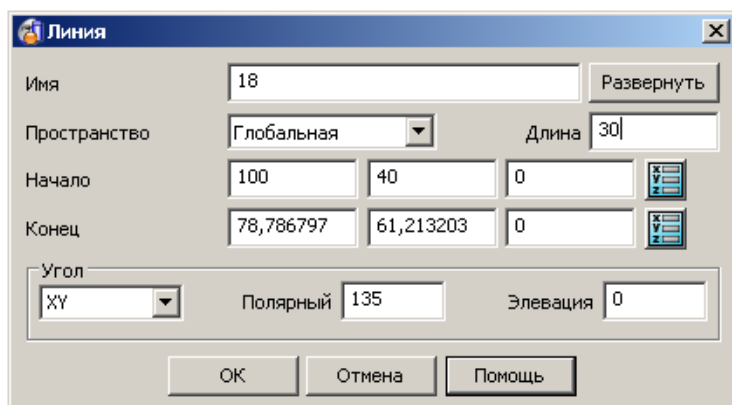 Линия
Имя 18 Развернуть
Пространство Глобальная Длина 30
Начало 100 40 0
Конец 78,786797 61,213203 0
Угол
XY Полярный 135 Элевация 0
ОК Отмена Помощь